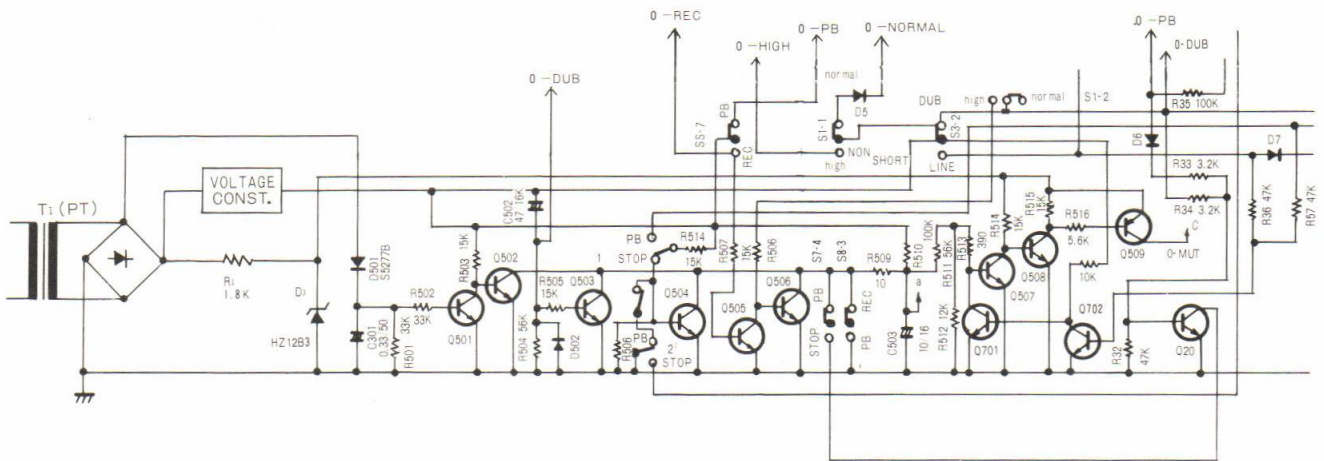 0-REC
0-PB
0-HIGH
0-NORMAL
.0-PB
0-DUB
0-DUB
normal
D5
DUB
high
normal
S1-2
R35 100K
PB
SS-7
REC
S1-1
NON
high
SHORT
S3-2
LINE
D6
D7
R33 3.2K
R34 3.2K
R36 47K
R57 47K
T1(PT)
VOLTAGE
CONST.
R1
1.8K
D1
HZ12B3
D501
S5277B
C301
0.33/50
33K
R501
R502
33K
R503
15K
Q501
Q502
C502
47/16K
R505
15K
R504 56K
D502
Q503
1
PB
STOP
R514
15K
R506
PB
2'
STOP
Q504
R507
15K
R506
Q505
Q506
S7-4
S8-3
PB
STOP
REC
PB
R509
10
R510
100K
a
C503
10/16
R511 56K
R512 12K
R513
390
R514
15K
Q507
Q701
R515
15K
Q508
R516
5.6K
Q509
C
0-MUT
10K
Q702
R32
47K
Q20